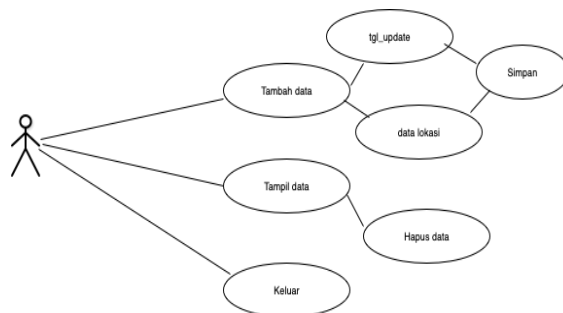 tgl_update
Simpan
Tambah data
data lokasi
Tampil data
Hapus data
Keluar